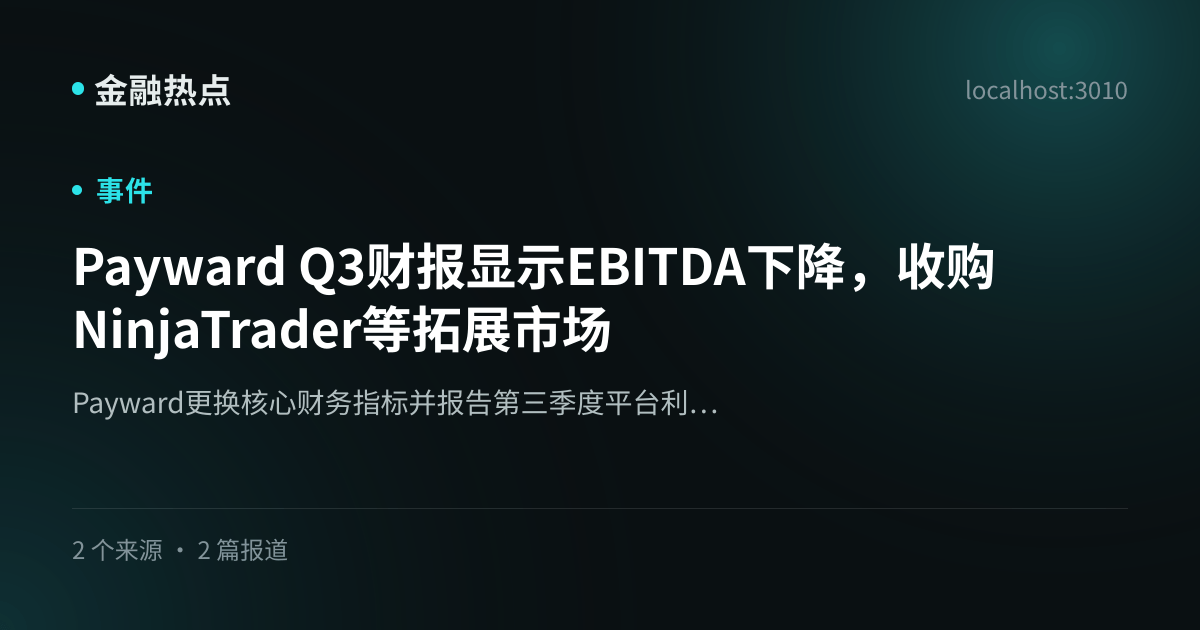 金融热点
localhost:3010
事件
Payward Q3财报显示EBITDA下降，收购
NinjaTrader等拓展市场
Payward更换核心财务指标并报告第三季度平台利…
2 个来源 · 2 篇报道